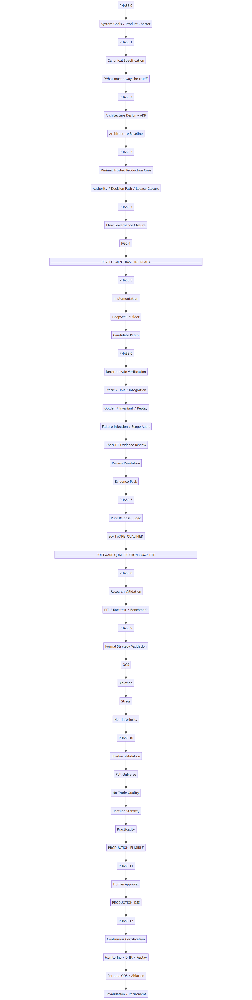 PHASE 0
System Goals / Product Charter
PHASE 1
Canonical Specification
"What must always be true?"
PHASE 2
Architecture Design + ADR
Architecture Baseline
PHASE 3
Minimal Trusted Production Core
Authority / Decision Path / Legacy Closure
PHASE 4
Flow Governance Closure
FGC-1
———————————— DEVELOPMENT BASELINE READY ————————————
PHASE 5
Implementation
DeepSeek Builder
Candidate Patch
PHASE 6
Deterministic Verification
Static / Unit / Integration
Golden / Invariant / Replay
Failure Injection / Scope Audit
ChatGPT Evidence Review
Review Resolution
Evidence Pack
PHASE 7
Pure Release Judge
SOFTWARE_QUALIFIED
—————————— SOFTWARE QUALIFICATION COMPLETE ——————————
PHASE 8
Research Validation
PIT / Backtest / Benchmark
PHASE 9
Formal Strategy Validation
OOS
Ablation
Stress
Non-Inferiority
PHASE 10
Shadow Validation
Full-Universe
No-Trade Quality
Decision Stability
Practicality
PRODUCTION_ELIGIBLE
PHASE 11
Human Approval
PRODUCTION_DSS
PHASE 12
Continuous Certification
Monitoring / Drift / Replay
Periodic OOS / Ablation
Revalidation / Retirement